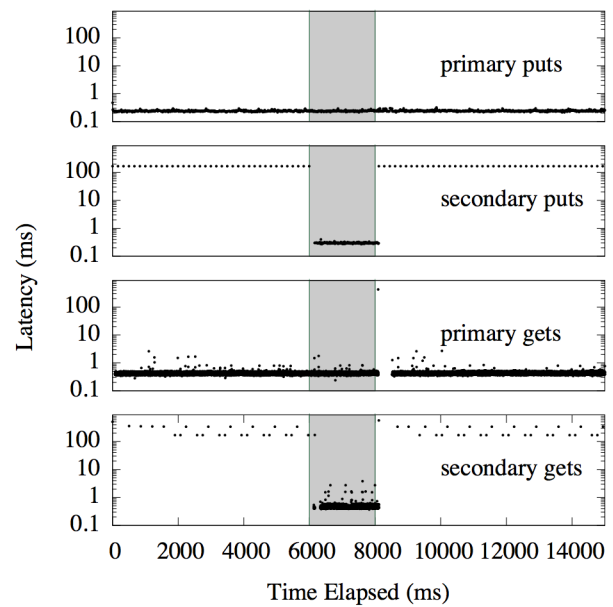 100
10
1
0.1
primary puts
100
10
1
0.1
secondary puts
100
10
1
0.1
primary gets
100
10
1
0.1
secondary gets
Latency (ms)
0 2000 4000 6000 8000 10000 12000 14000
Time Elapsed (ms)